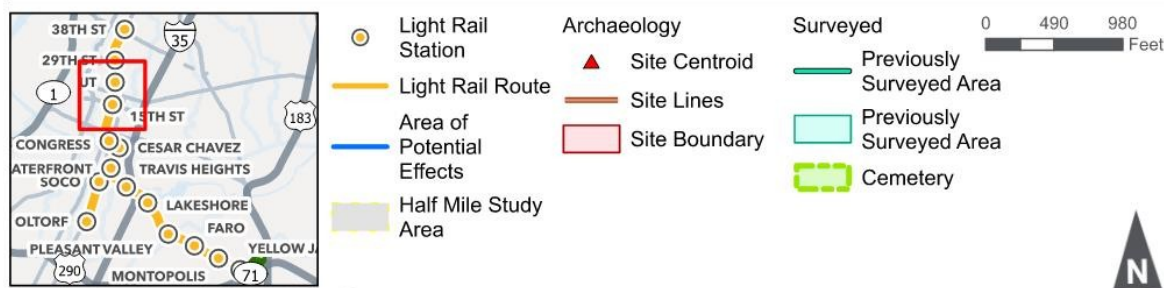 38TH ST
35
29TH ST
UT
1
15TH ST
183
CONGRESS
CESAR CHAVEZ
ATERFRONT
TRAVIS HEIGHTS
SOCO
LAKESHORE
OLTORF
FARO
PLEASANT VALLEY
YELLOW JA
290
MONTOPOLIS
71
Light Rail
Station
Light Rail Route
Area of
Potential
Effects
Half Mile Study
Area
Archaeology
Site Centroid
Site Lines
Site Boundary
Surveyed
Previously
Surveyed Area
Previously
Surveyed Area
Cemetery
0 490 980
Feet
N